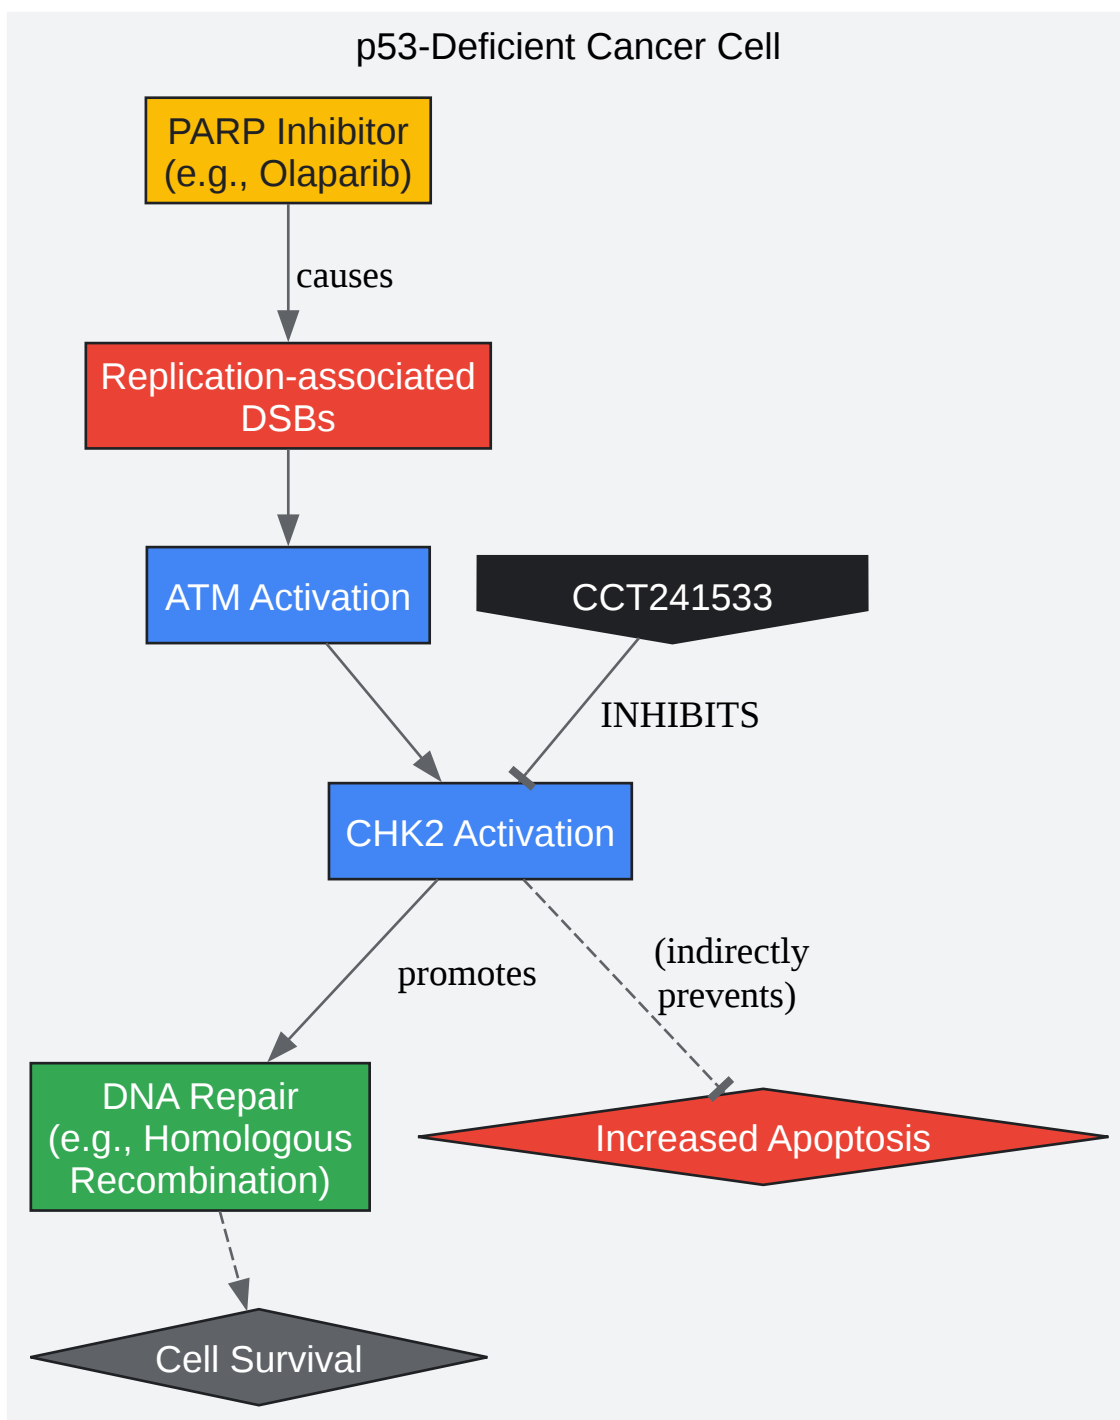 p53-Deficient Cancer Cell
PARP Inhibitor
(e.g., Olaparib)
causes
Replication-associated
DSBs
ATM Activation
CCT241533
INHIBITS
CHK2 Activation
promotes
(indirectly
prevents)
DNA Repair
(e.g., Homologous
Recombination)
Increased Apoptosis
Cell Survival